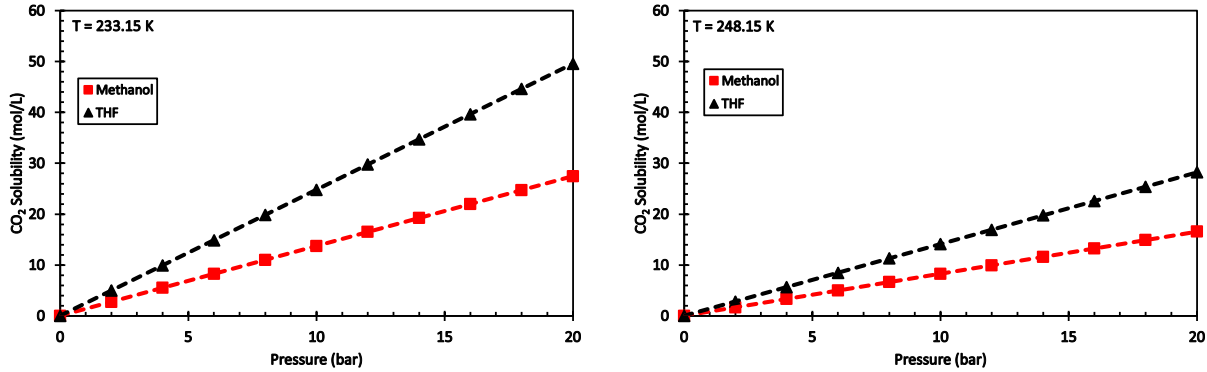 T = 233.15 K
Methanol
THF
CO₂ Solubility (mol/L)
60
50
40
30
20
10
0
0 5 10 15 20
Pressure (bar)
T = 248.15 K
Methanol
THF
CO₂ Solubility (mol/L)
60
50
40
30
20
10
0
0 5 10 15 20
Pressure (bar)